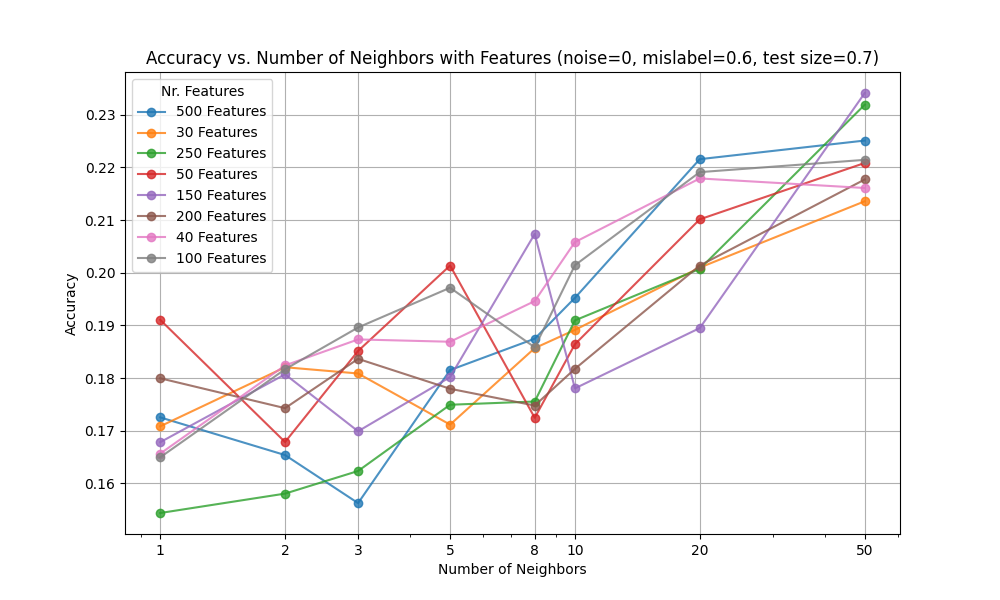 Accuracy vs. Number of Neighbors with Features (noise=0, mislabel=0.6, test size=0.7)
Nr. Features
500 Features
30 Features
250 Features
50 Features
150 Features
200 Features
40 Features
100 Features
Accuracy
0.23
0.22
0.21
0.20
0.19
0.18
0.17
0.16
1 2 3 5 8 10 20 50
Number of Neighbors